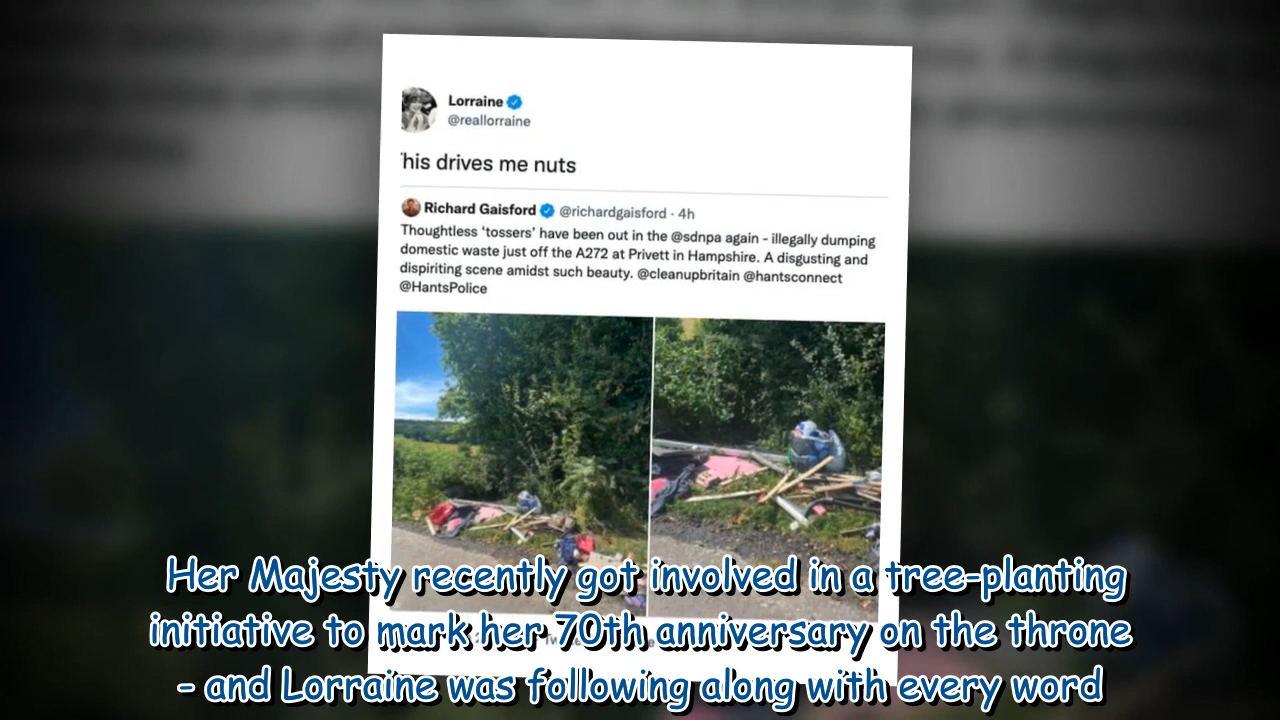 Lorraine
@reallorraine
his drives me nuts
Richard Gaisford @richardgaisford · 4h
Thoughtless ‘tossers’ have been out in the @sdnpa again - illegally dumping
domestic waste just off the A272 at Privett in Hampshire. A disgusting and
dispiriting scene amidst such beauty. @cleanupbritain @hantsconnect
@HantsPolice
Her Majesty recently got involved in a tree-planting
initiative to mark her 70th anniversary on the throne
- and Lorraine was following along with every word